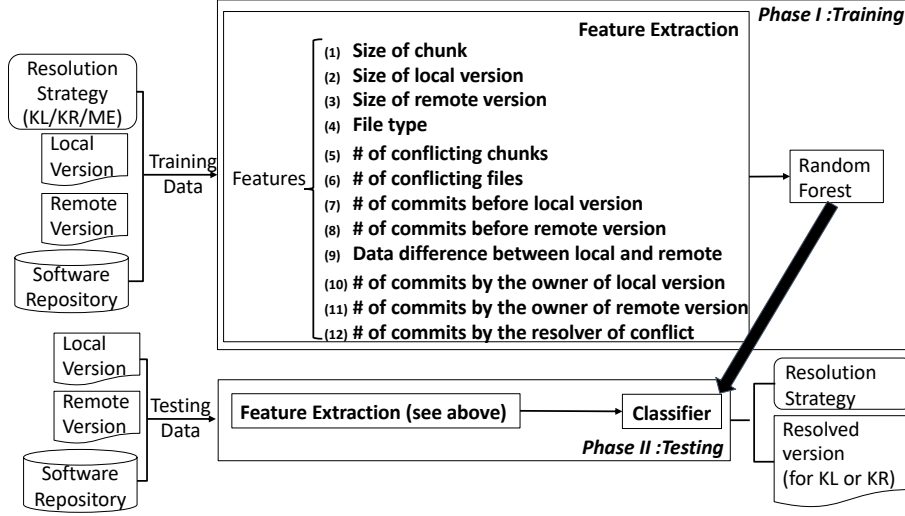 Phase I :Training
Feature Extraction
Resolution
Strategy
(KL/KR/ME)
Local
Version
Remote
Version
Software
Repository
Training
Data
Features
(1) Size of chunk
(2) Size of local version
(3) Size of remote version
(4) File type
(5) # of conflicting chunks
(6) # of conflicting files
(7) # of commits before local version
(8) # of commits before remote version
(9) Data difference between local and remote
(10) # of commits by the owner of local version
(11) # of commits by the owner of remote version
(12) # of commits by the resolver of conflict
Random
Forest
Local
Version
Remote
Version
Software
Repository
Testing
Data
Feature Extraction (see above)
Classifier
Phase II :Testing
Resolution
Strategy
Resolved
version
(for KL or KR)